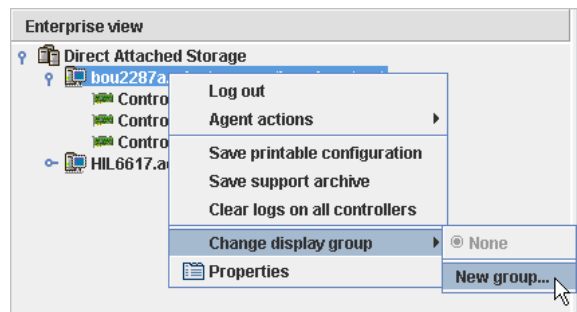 Enterprise view
Direct Attached Storage
bou2287a.
Contro
Log out
Contro
Agent actions
Contro
Save printable configuration
HIL6617.a
Save support archive
Clear logs on all controllers
Change display group
None
Properties
New group...